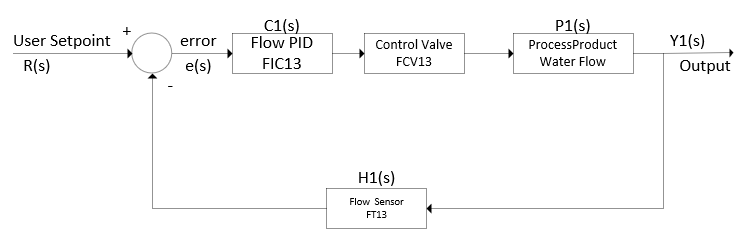 C1(s)
P1(s)
User Setpoint
+
error
Flow PID
Control Valve
ProcessProduct
Y1(s)
R(s)
e(s)
FIC13
FCV13
Water Flow
Output
-
H1(s)
Flow Sensor
FT13